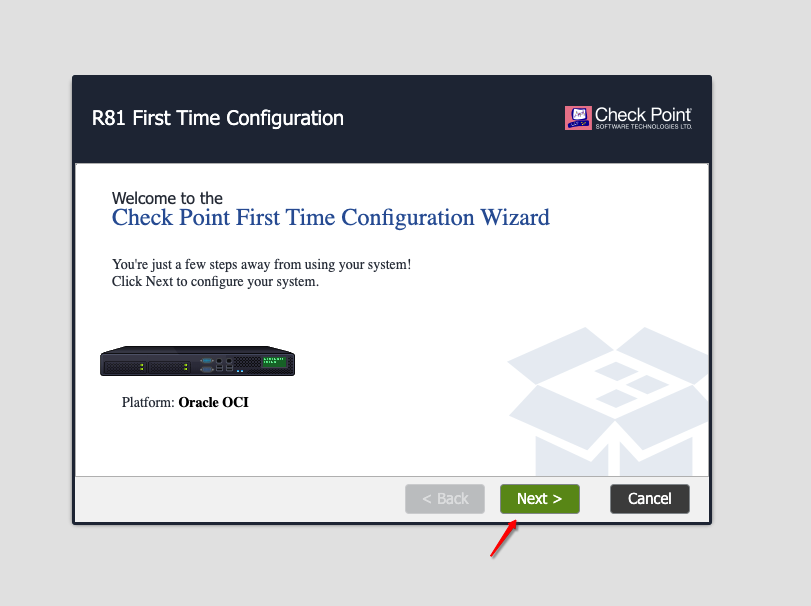 R81 First Time Configuration
Check Point
SOFTWARE TECHNOLOGIES LTD.
Welcome to the
Check Point First Time Configuration Wizard
You're just a few steps away from using your system!
Click Next to configure your system.
Platform: Oracle OCI
< Back
Next >
Cancel